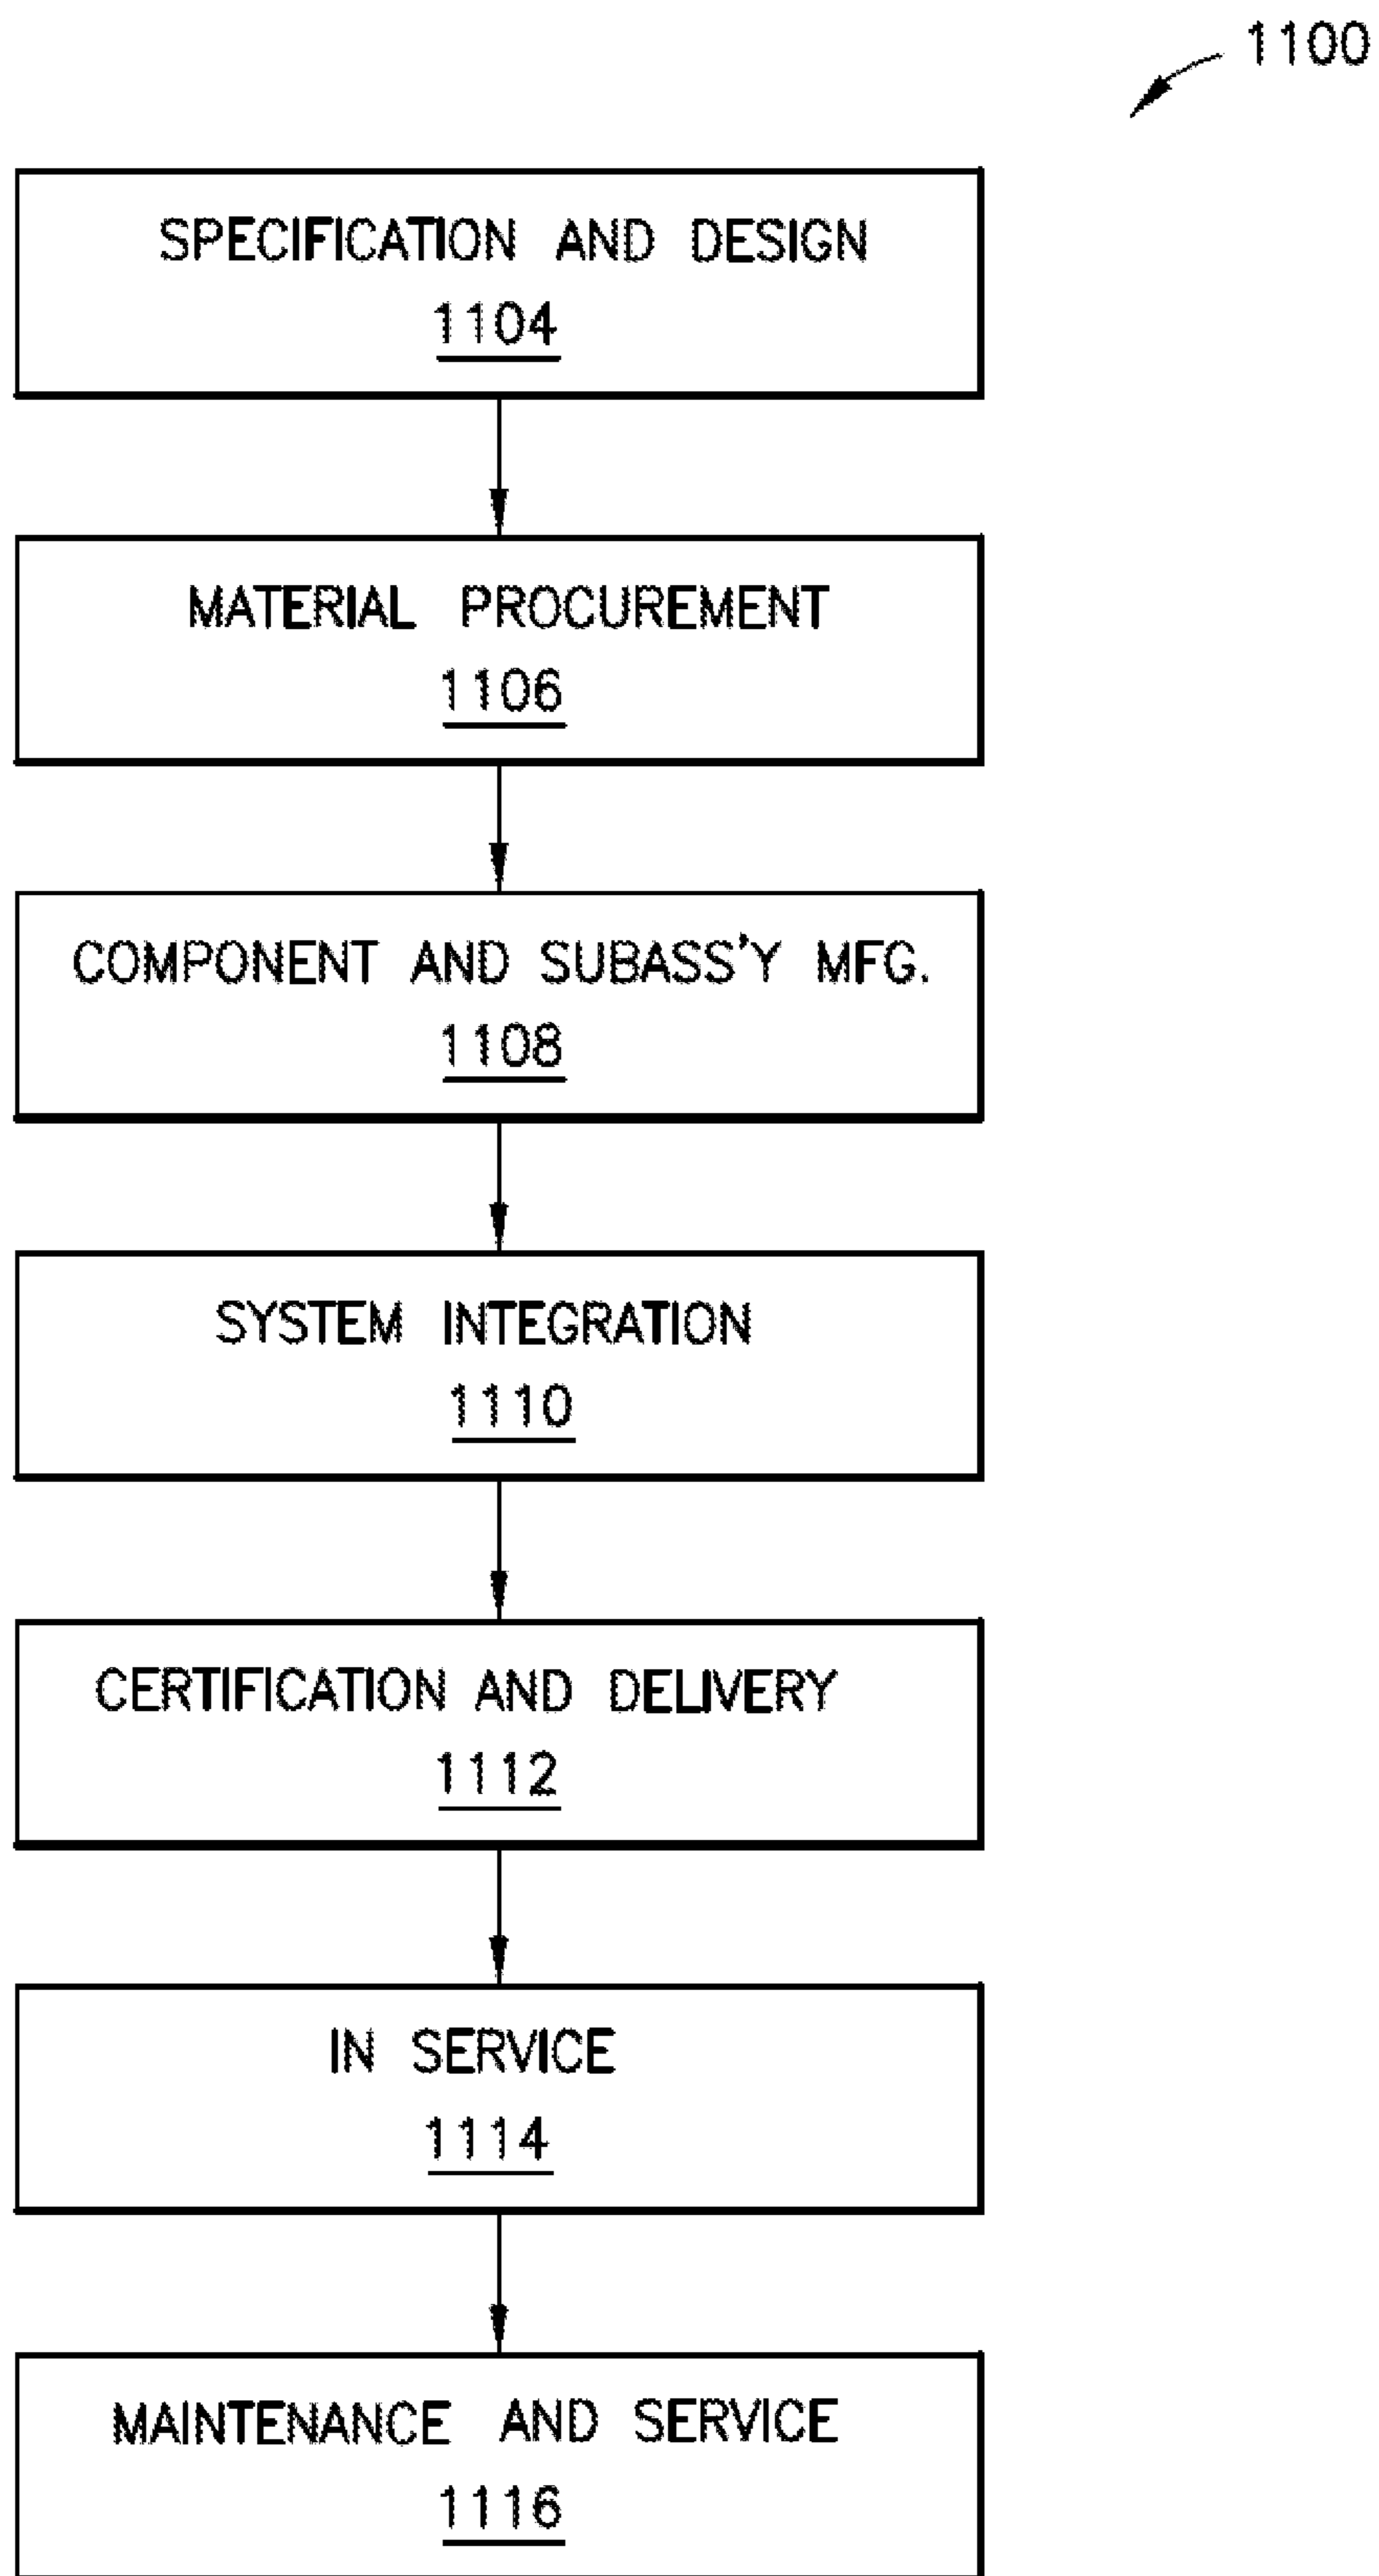 1100
SPECIFICATION AND DESIGN
1104
MATERIAL PROCUREMENT
1106
COMPONENT AND SUBASS'Y MFG.
1108
SYSTEM INTEGRATION
1110
CERTIFICATION AND DELIVERY
1112
IN SERVICE
1114
MAINTENANCE AND SERVICE
1116